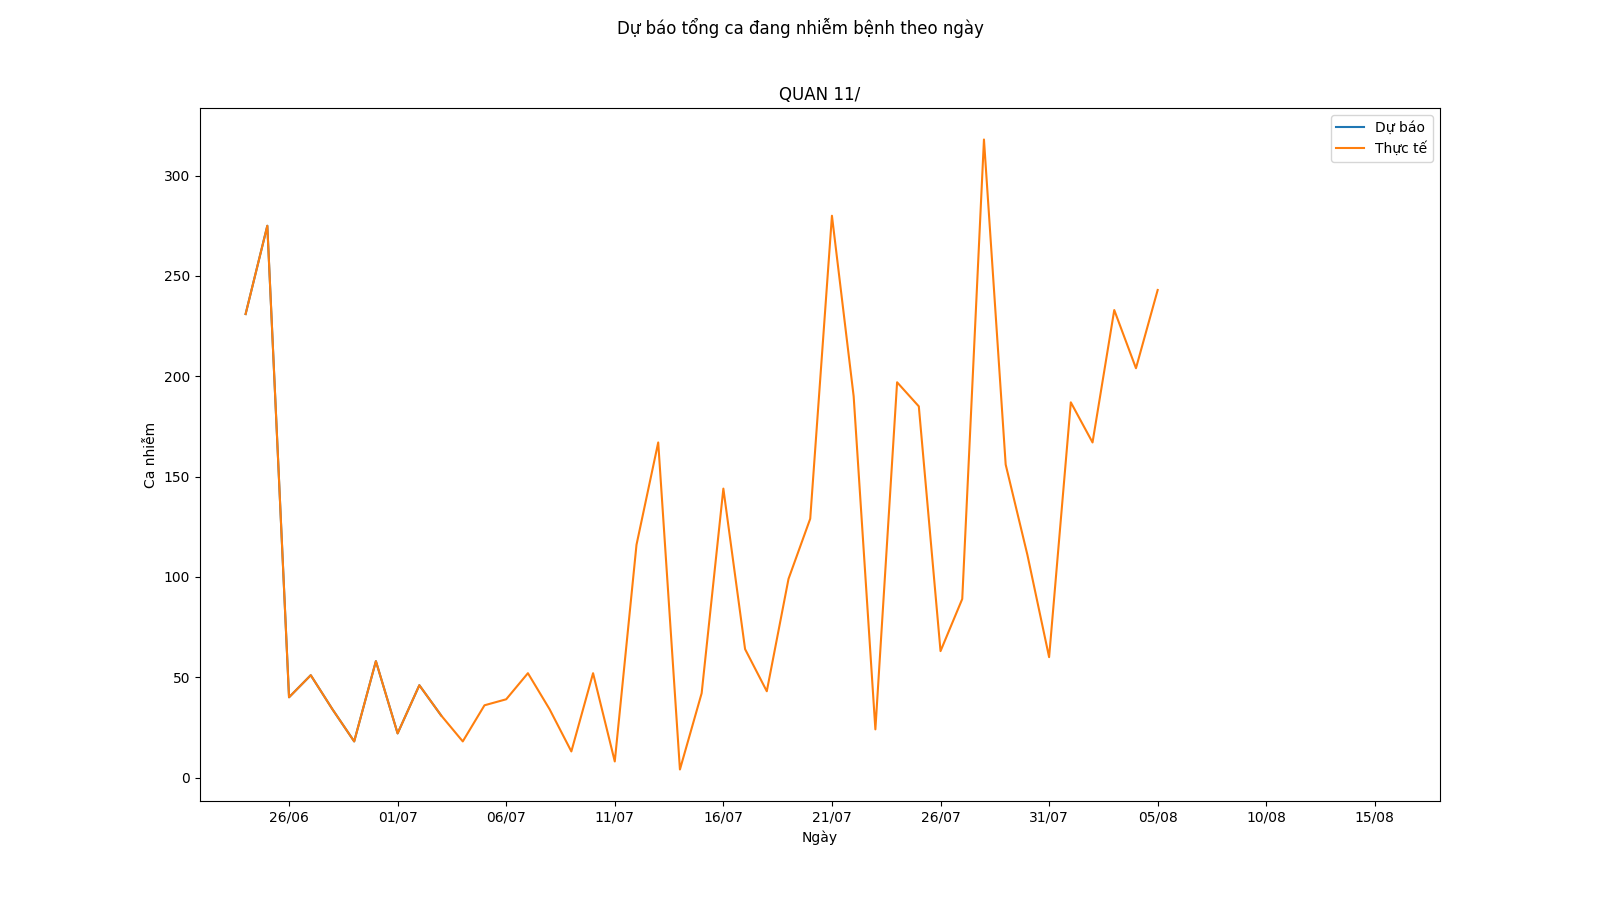 Dự báo tổng ca đang nhiễm bệnh theo ngày
QUAN 11/
Dự báo
Thực tế
300
250
200
150
100
50
0
Ca nhiễm
26/06 01/07 06/07 11/07 16/07 21/07 26/07 31/07 05/08 10/08 15/08
Ngày